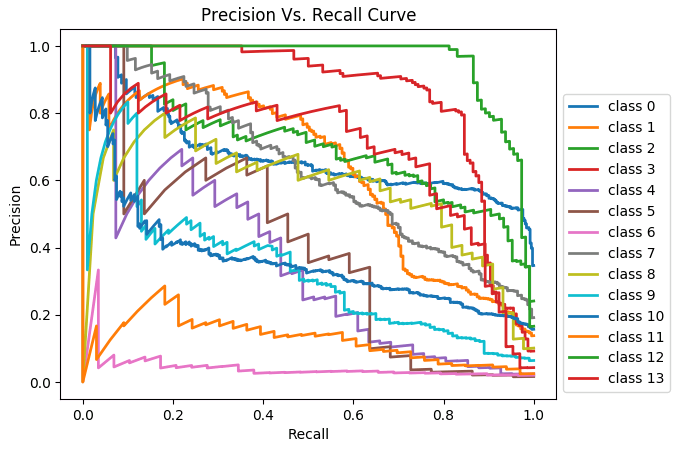 Precision Vs. Recall Curve
1.0
0.8
0.6
0.4
0.2
0.0
Precision
0.0 0.2 0.4 0.6 0.8 1.0
Recall
class 0
class 1
class 2
class 3
class 4
class 5
class 6
class 7
class 8
class 9
class 10
class 11
class 12
class 13